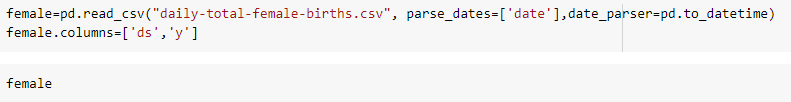 female=pd.read_csv("daily-total-female-births.csv", parse_dates=['date'],date_parser=pd.to_datetime)
female.columns=['ds','y']
female